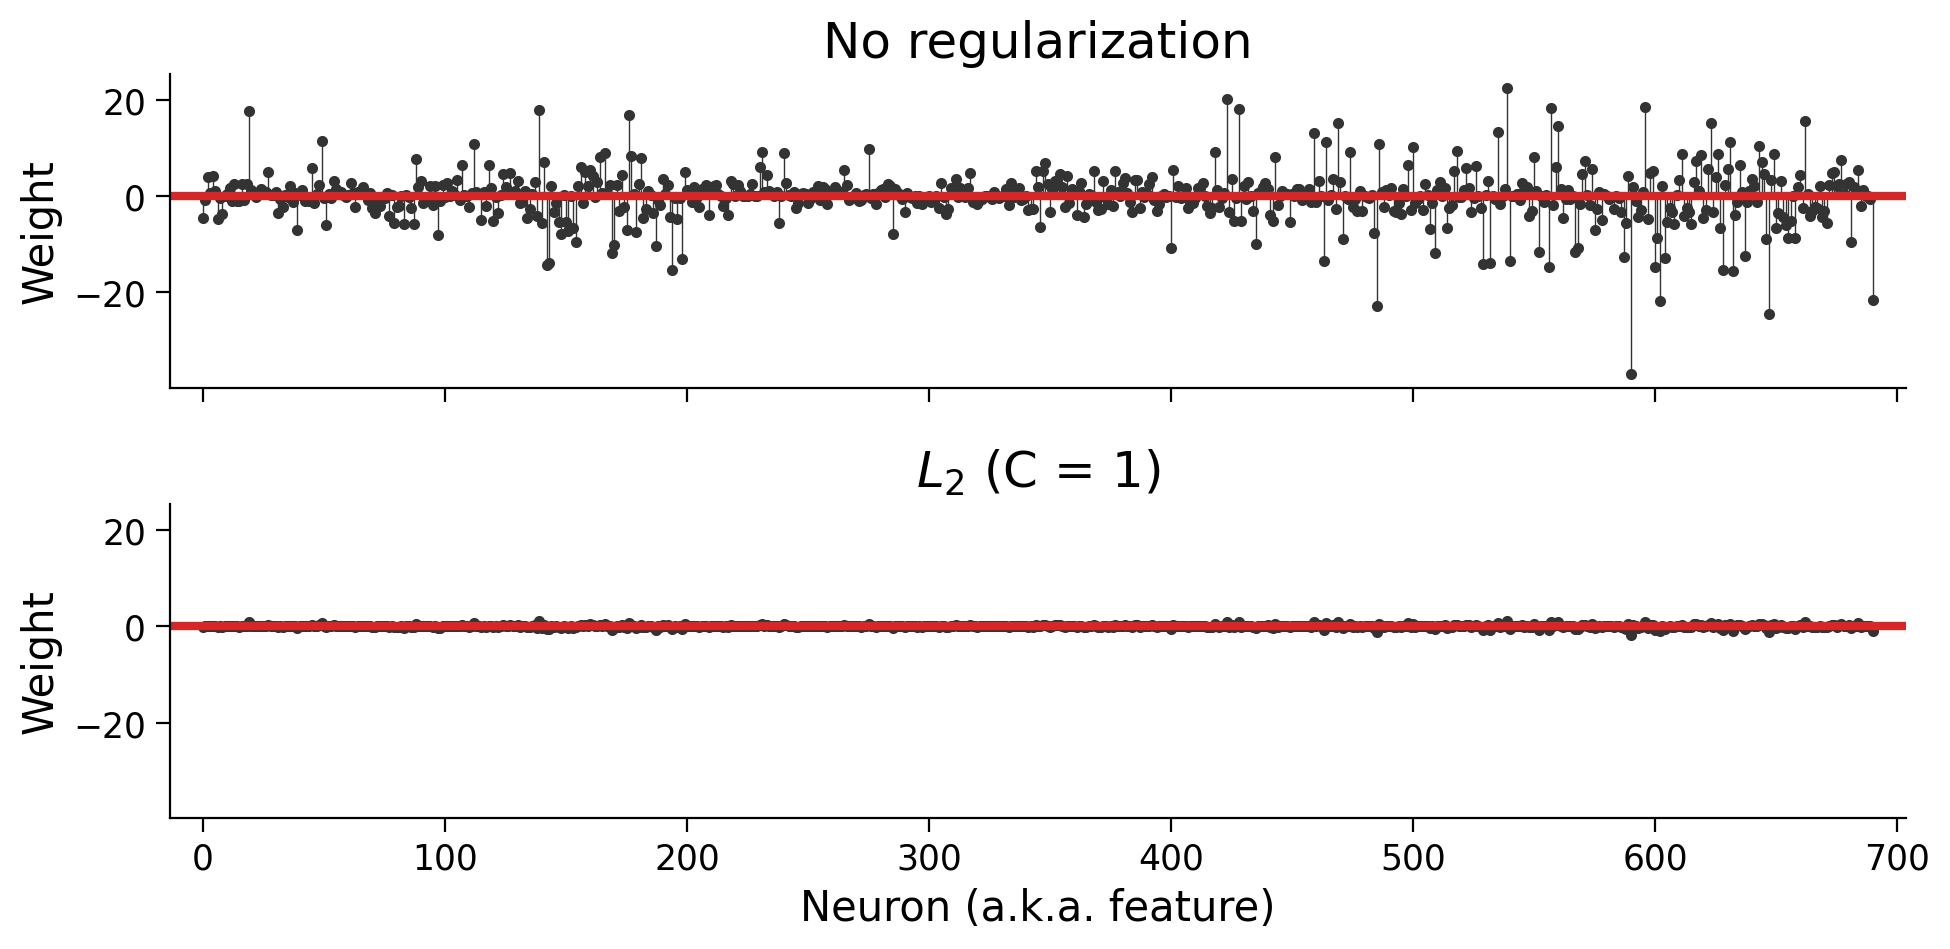 No regularization
20
0
−20
Weight
L₂ (C = 1)
20
0
−20
Weight
0 100 200 300 400 500 600 700
Neuron (a.k.a. feature)